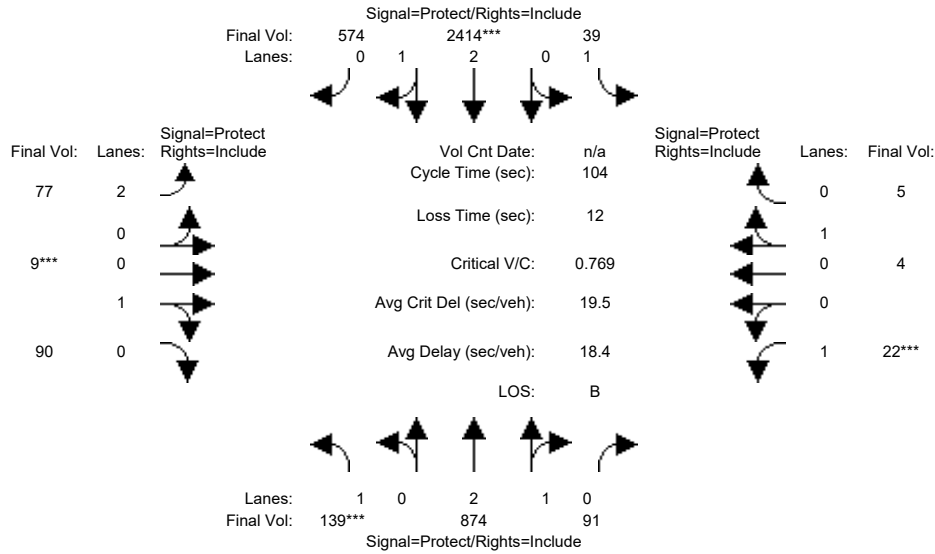 Signal=Protect/Rights=Include
Final Vol: 574 2414*** 39
Lanes: 0 1 2 0 1
Signal=Protect
Final Vol: Lanes: Rights=Include
Vol Cnt Date: n/a
Signal=Protect
Rights=Include Lanes: Final Vol:
Cycle Time (sec): 104
77 2
0 5
Loss Time (sec): 12
0
1
9*** 0
Critical V/C: 0.769
0 4
1
Avg Crit Del (sec/veh): 19.5
0
90 0
Avg Delay (sec/veh): 18.4
1 22***
LOS: B
Lanes: 1 0 2 1 0
Final Vol: 139*** 874 91
Signal=Protect/Rights=Include